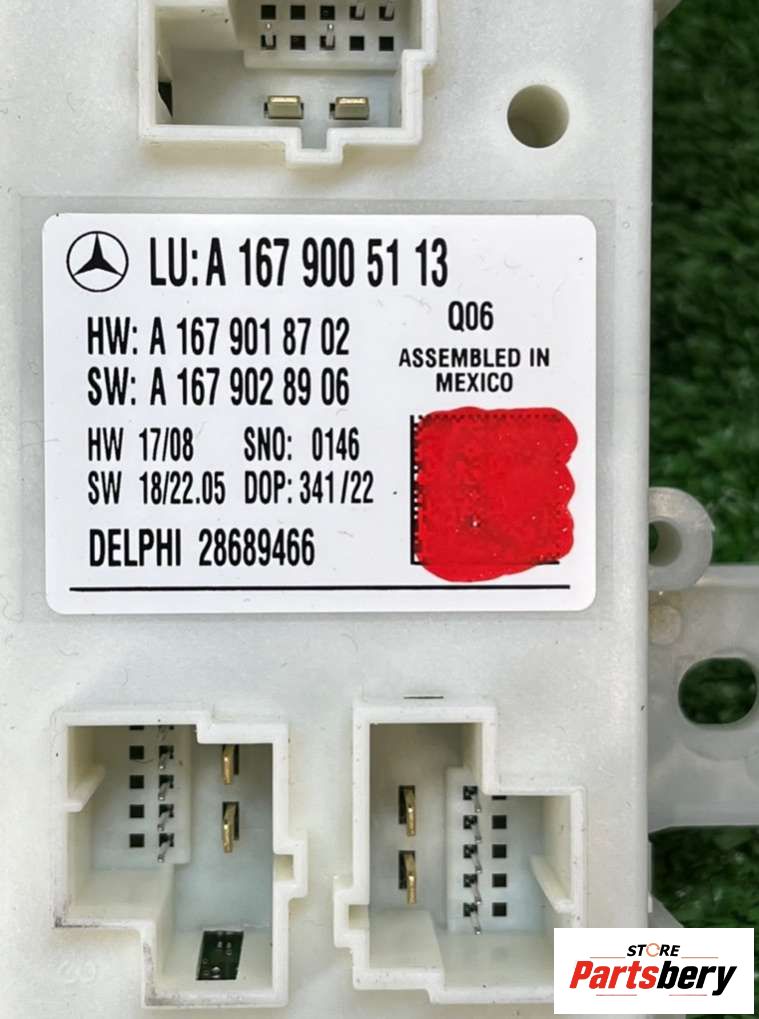 LU: A 167 900 51 13
HW: A 167 901 87 02
SW: A 167 902 89 06
Q06
ASSEMBLED IN
MEXICO
HW 17/08 SNO: 0146
SW 18/22.05 DOP: 341/22
DELPHI 28689466
STORE
Partsbery